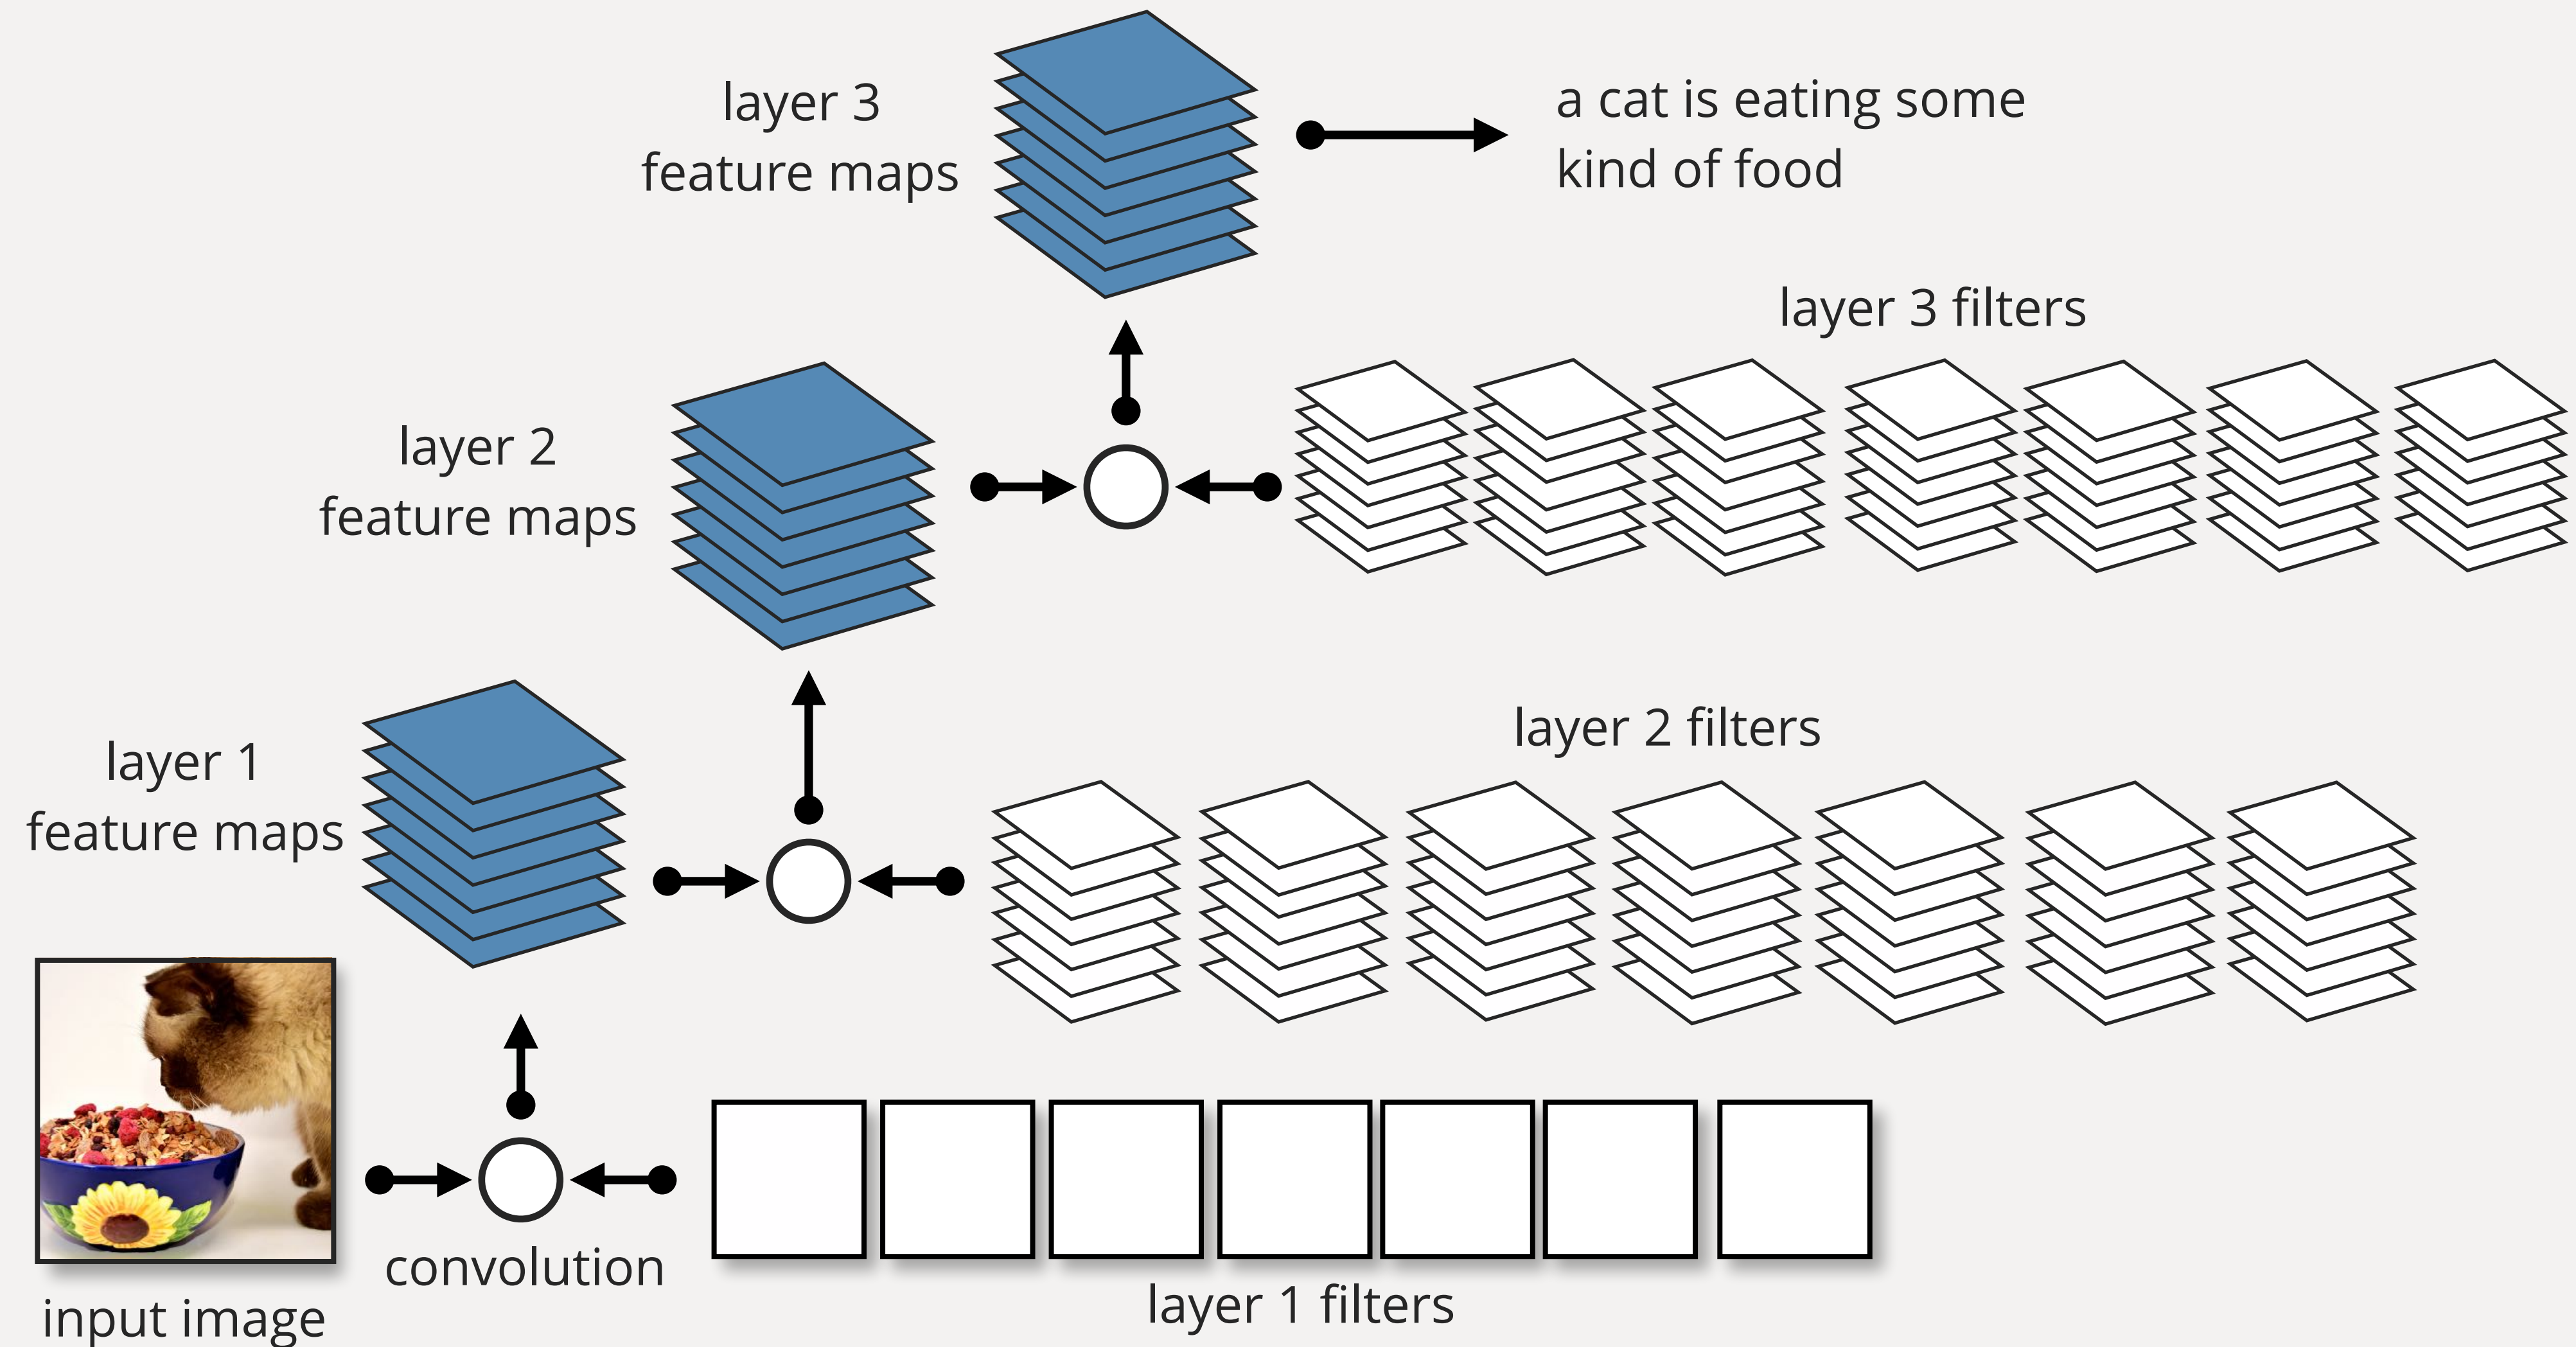 layer 3
feature maps
a cat is eating some
kind of food
layer 3 filters
layer 2
feature maps
layer 2 filters
layer 1
feature maps
convolution
layer 1 filters
input image